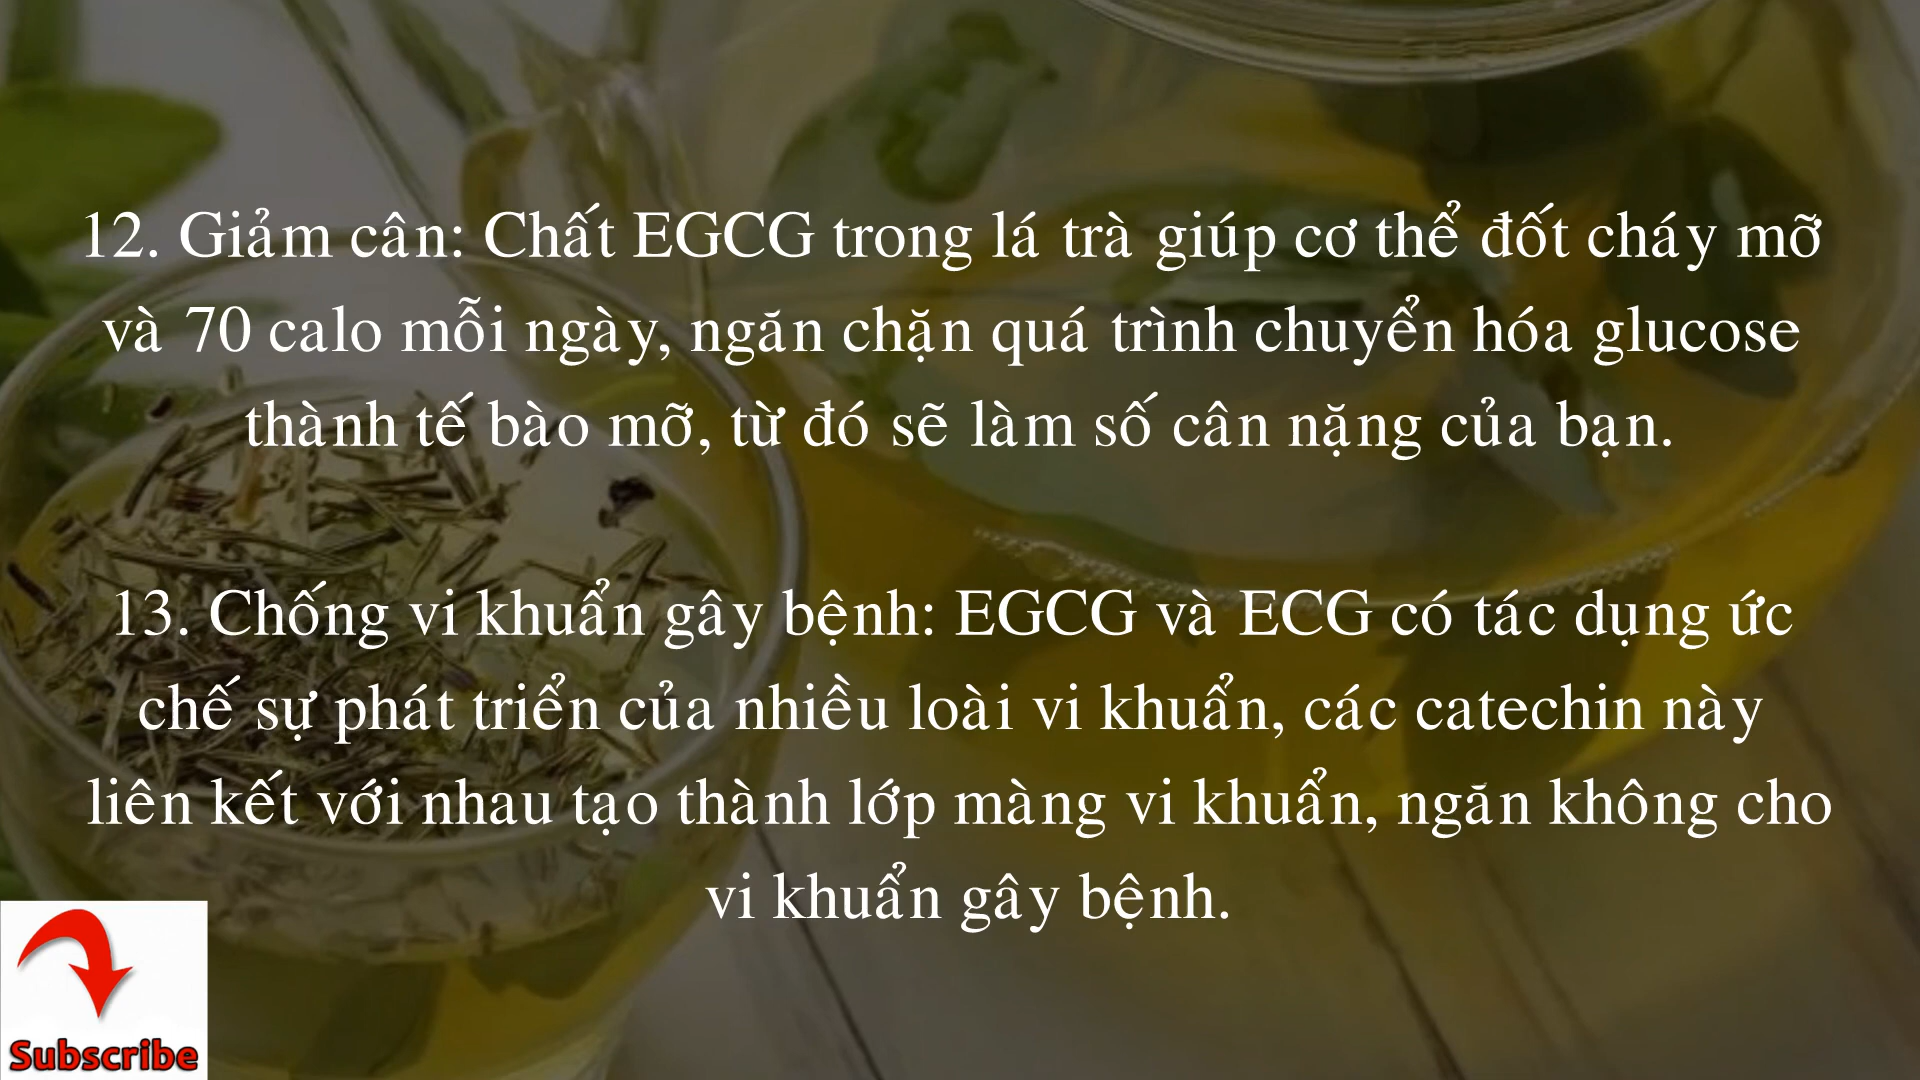 12. Giảm cân: Chất EGCG trong lá trà giúp cơ thể đốt cháy mỡ
và 70 calo mỗi ngày, ngăn chặn quá trình chuyển hóa glucose
thành tế bào mỡ, từ đó sẽ làm số cân nặng của bạn.
13. Chống vi khuẩn gây bệnh: EGCG và ECG có tác dụng ức
chế sự phát triển của nhiều loài vi khuẩn, các catechin này
liên kết với nhau tạo thành lớp màng vi khuẩn, ngăn không cho
vi khuẩn gây bệnh.
Subscribe